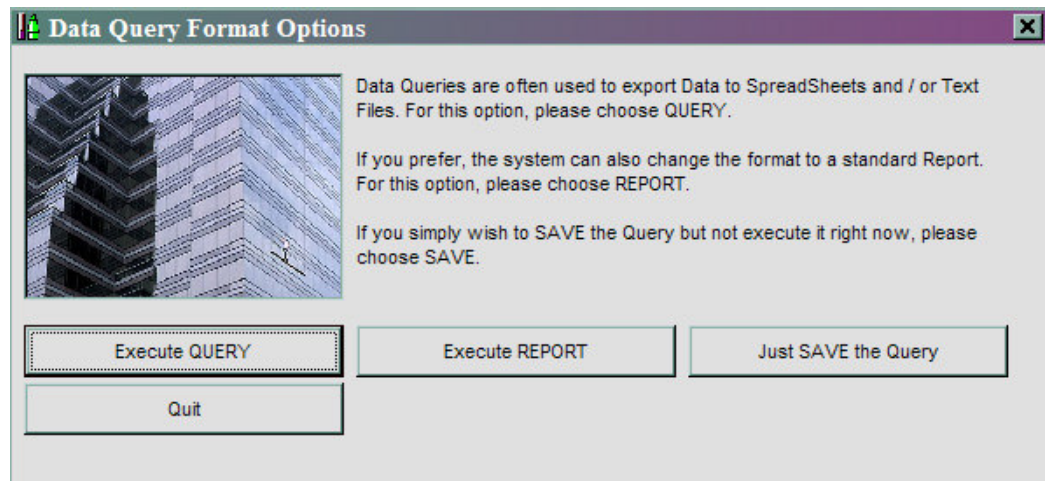 Data Query Format Options
Data Queries are often used to export Data to SpreadSheets and / or Text
Files. For this option, please choose QUERY.
If you prefer, the system can also change the format to a standard Report.
For this option, please choose REPORT.
If you simply wish to SAVE the Query but not execute it right now, please
choose SAVE.
Execute QUERY
Execute REPORT
Just SAVE the Query
Quit